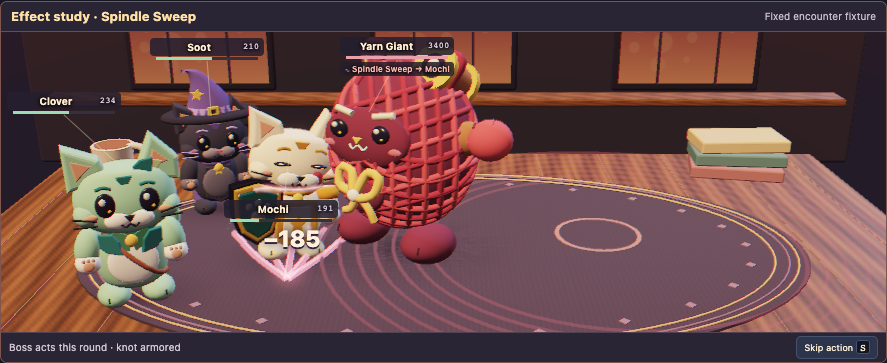 Effect study · Spindle Sweep
Fixed encounter fixture
Soot 210
Yarn Giant 3400
Spindle Sweep → Mochi
Clover 234
Mochi 191
−185
Boss acts this round · knot armored
Skip action S